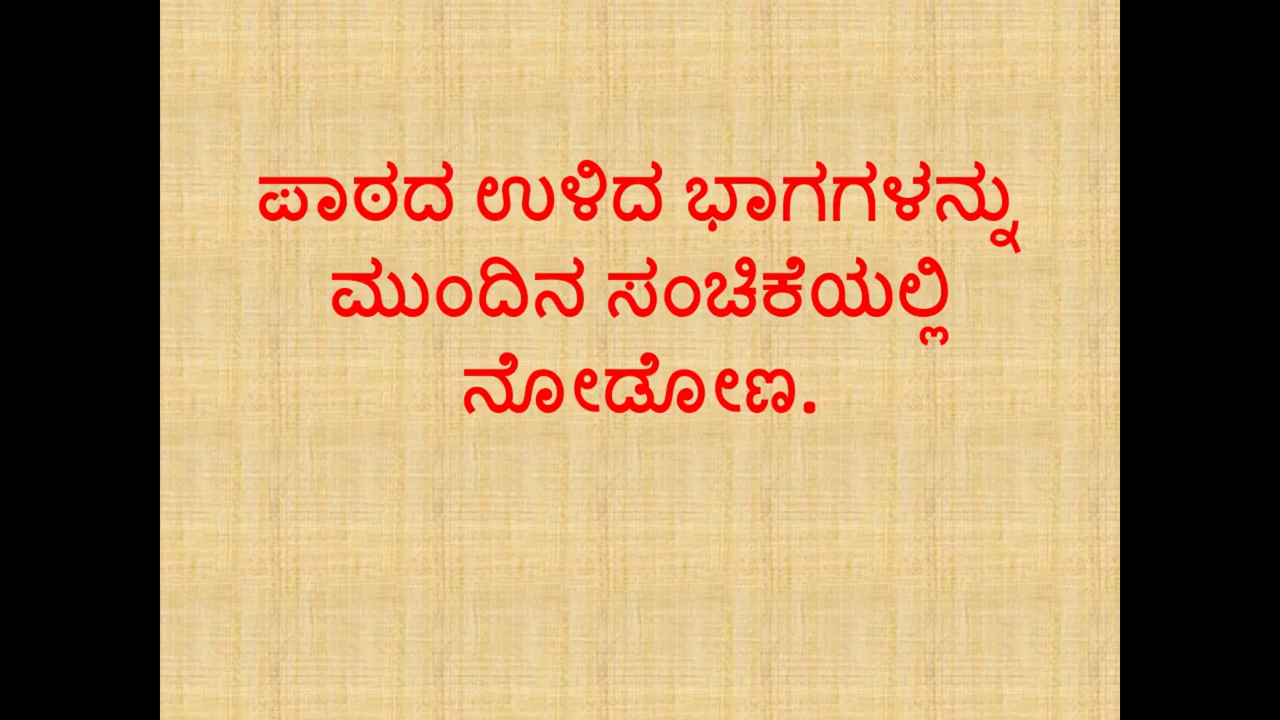 ಪಾಠದ ಉಳಿದ ಭಾಗಗಳನ್ನು
ಮುಂದಿನ ಸಂಚಿಕೆಯಲ್ಲಿ
ನೋಡೋಣ.